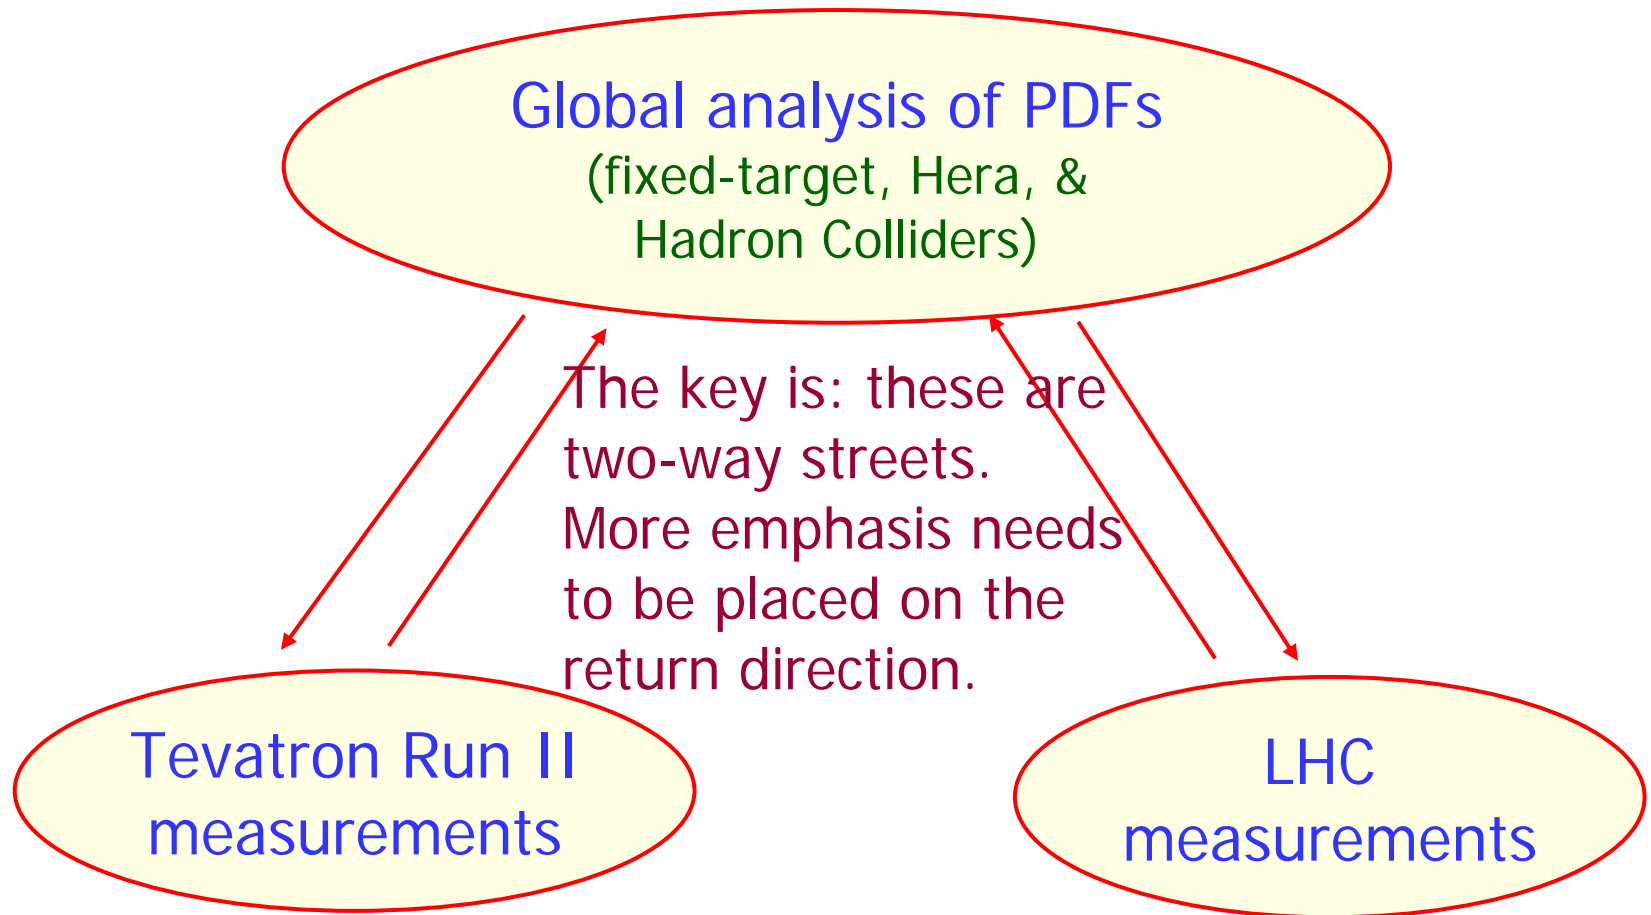 Global analysis of PDFs
(fixed-target, Hera, &
Hadron Colliders)
The key is: these are
two-way streets.
More emphasis needs
to be placed on the
return direction.
Tevatron Run II
measurements
LHC
measurements